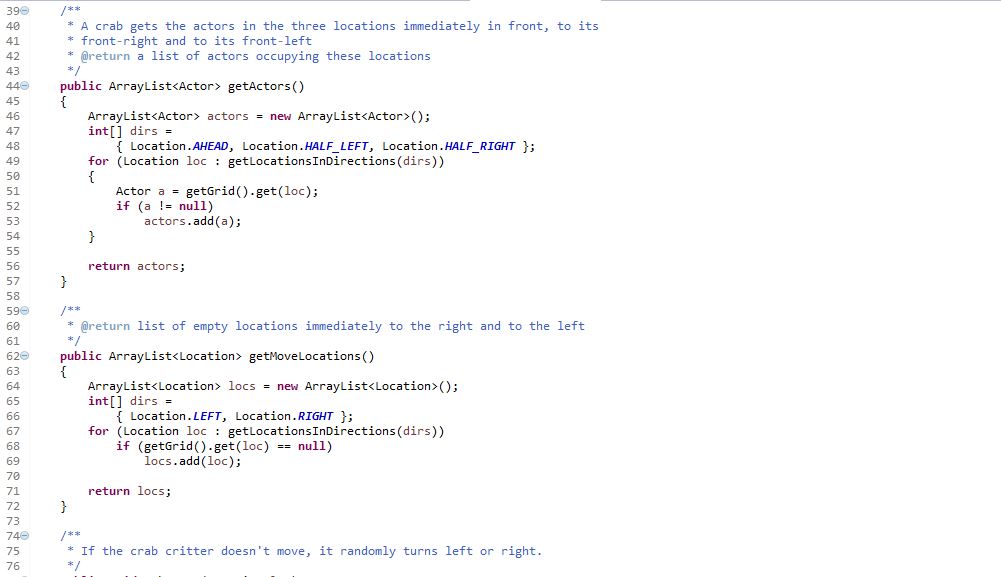 39 /**
40 * A crab gets the actors in the three locations immediately in front, to its
41 * front-right and to its front-left
42 * @return a list of actors occupying these locations
43 */
44 public ArrayList<Actor> getActors()
45 {
46 ArrayList<Actor> actors = new ArrayList<Actor>();
47 int[] dirs =
48 { Location.AHEAD, Location.HALF_LEFT, Location.HALF_RIGHT };
49 for (Location loc : getLocationsInDirections(dirs))
50 {
51 Actor a = getGrid().get(loc);
52 if (a != null)
53 actors.add(a);
54 }
55
56 return actors;
57 }
58
59 /**
60 * @return list of empty locations immediately to the right and to the left
61 */
62 public ArrayList<Location> getMoveLocations()
63 {
64 ArrayList<Location> locs = new ArrayList<Location>();
65 int[] dirs =
66 { Location.LEFT, Location.RIGHT };
67 for (Location loc : getLocationsInDirections(dirs))
68 if (getGrid().get(loc) == null)
69 locs.add(loc);
70
71 return locs;
72 }
73
74 /**
75 * If the crab critter doesn't move, it randomly turns left or right.
76 */